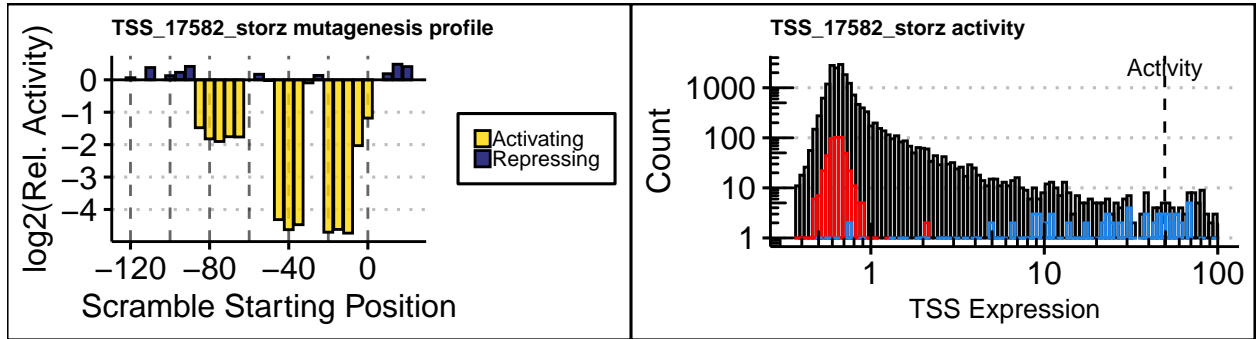 TSS_17582_storz mutagenesis profile
log2(Rel. Activity)
0
−1
−2
−3
−4
−120
−80
−40
0
Scramble Starting Position
Activating
Repressing
TSS_17582_storz activity
Activity
Count
1000
100
10
1
1
10
100
TSS Expression